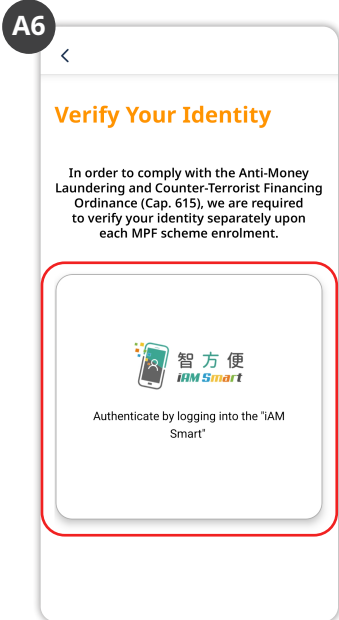 A6
Verify Your Identity
In order to comply with the Anti-Money
Laundering and Counter-Terrorist Financing
Ordinance (Cap. 615), we are required
to verify your identity separately upon
each MPF scheme enrolment.
智方便
iAM Smart
Authenticate by logging into the "iAM
Smart"